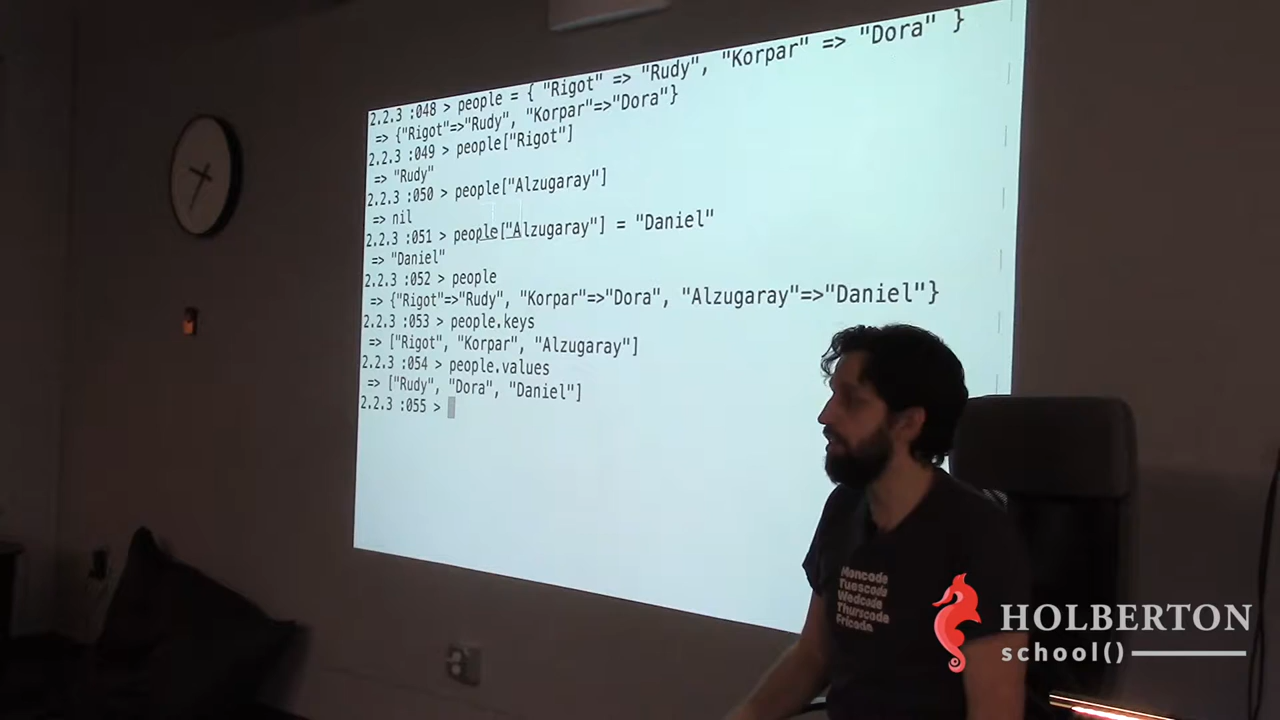 2.2.3 :048 > people = { "Rigot" => "Rudy", "Korpar" => "Dora" }
=> {"Rigot"=>"Rudy", "Korpar"=>"Dora"}
2.2.3 :049 > people["Rigot"]
=> "Rudy"
2.2.3 :050 > people["Alzugaray"]
=> nil
2.2.3 :051 > people["Alzugaray"] = "Daniel"
=> "Daniel"
2.2.3 :052 > people
=> {"Rigot"=>"Rudy", "Korpar"=>"Dora", "Alzugaray"=>"Daniel"}
2.2.3 :053 > people.keys
=> ["Rigot", "Korpar", "Alzugaray"]
2.2.3 :054 > people.values
=> ["Rudy", "Dora", "Daniel"]
2.2.3 :055 >
Moncode
Tuescode
Wedcode
Thurscode
Fricode
HOLBERTON
school()